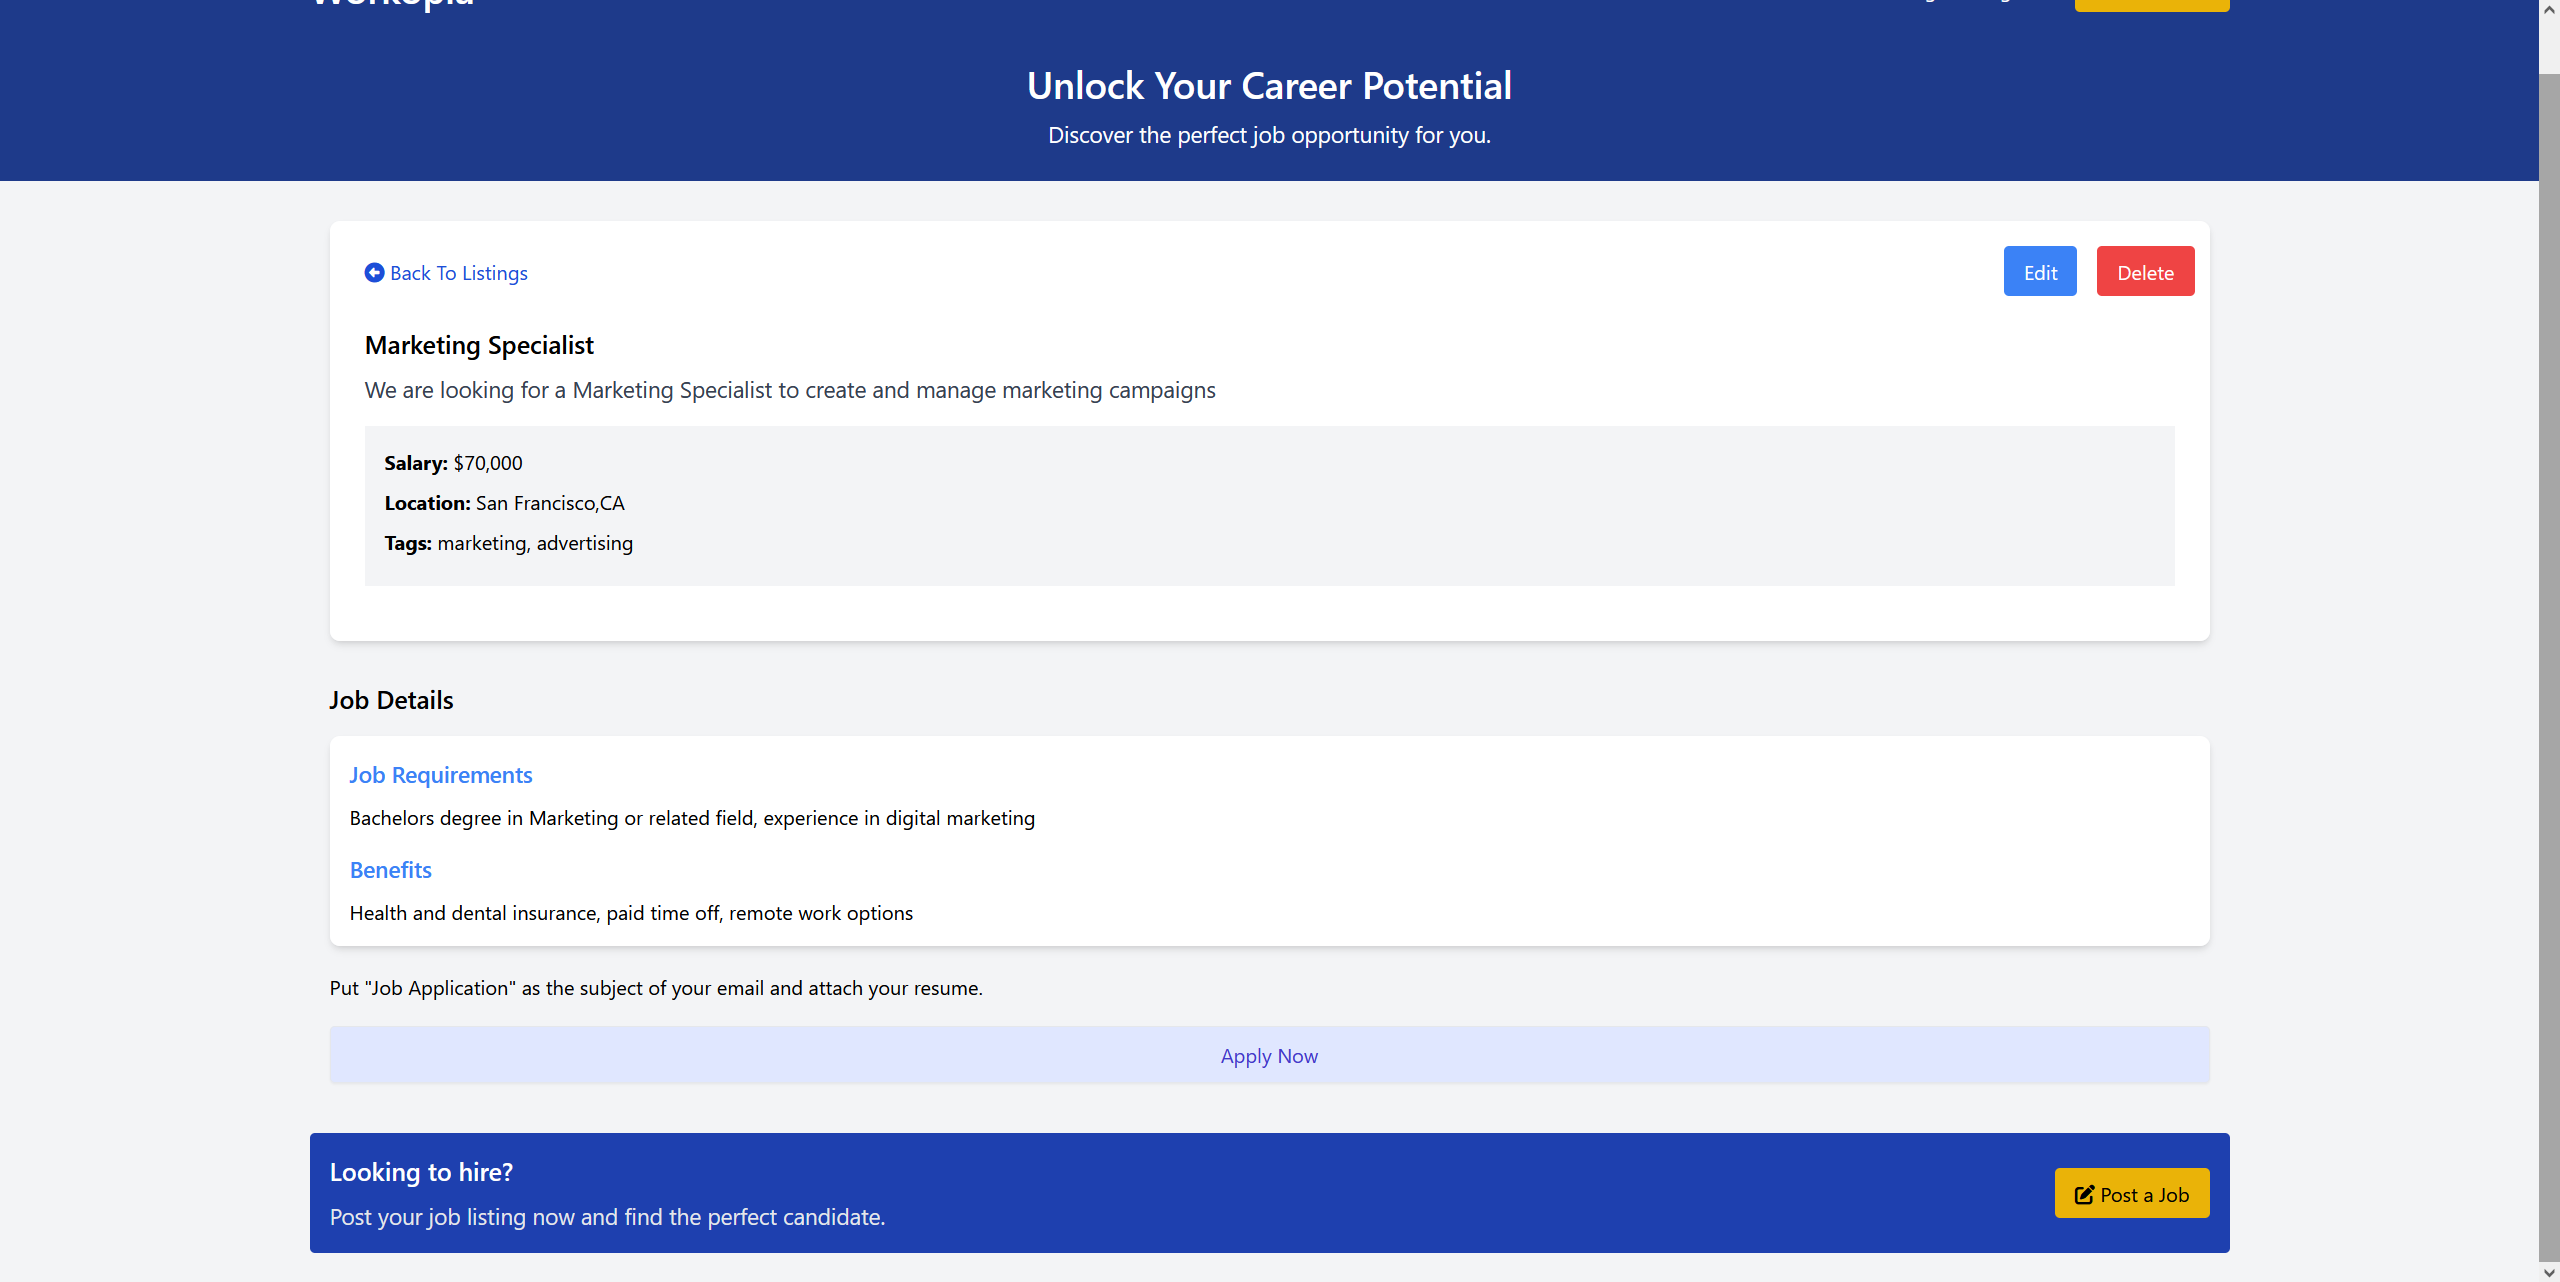 Unlock Your Career Potential
Discover the perfect job opportunity for you.
Back To Listings
Edit
Delete
Marketing Specialist
We are looking for a Marketing Specialist to create and manage marketing campaigns
Salary: $70,000
Location: San Francisco,CA
Tags: marketing, advertising
Job Details
Job Requirements
Bachelors degree in Marketing or related field, experience in digital marketing
Benefits
Health and dental insurance, paid time off, remote work options
Put "Job Application" as the subject of your email and attach your resume.
Apply Now
Looking to hire?
Post your job listing now and find the perfect candidate.
Post a Job